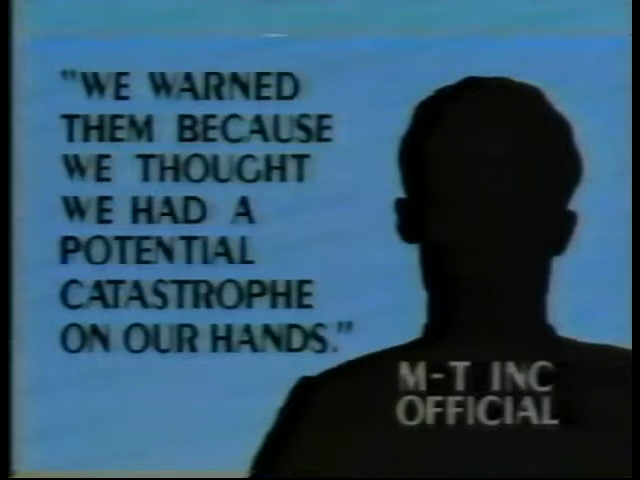 "WE WARNED
THEM BECAUSE
WE THOUGHT
WE HAD A
POTENTIAL
CATASTROPHE
ON OUR HANDS."
M-T INC
OFFICIAL